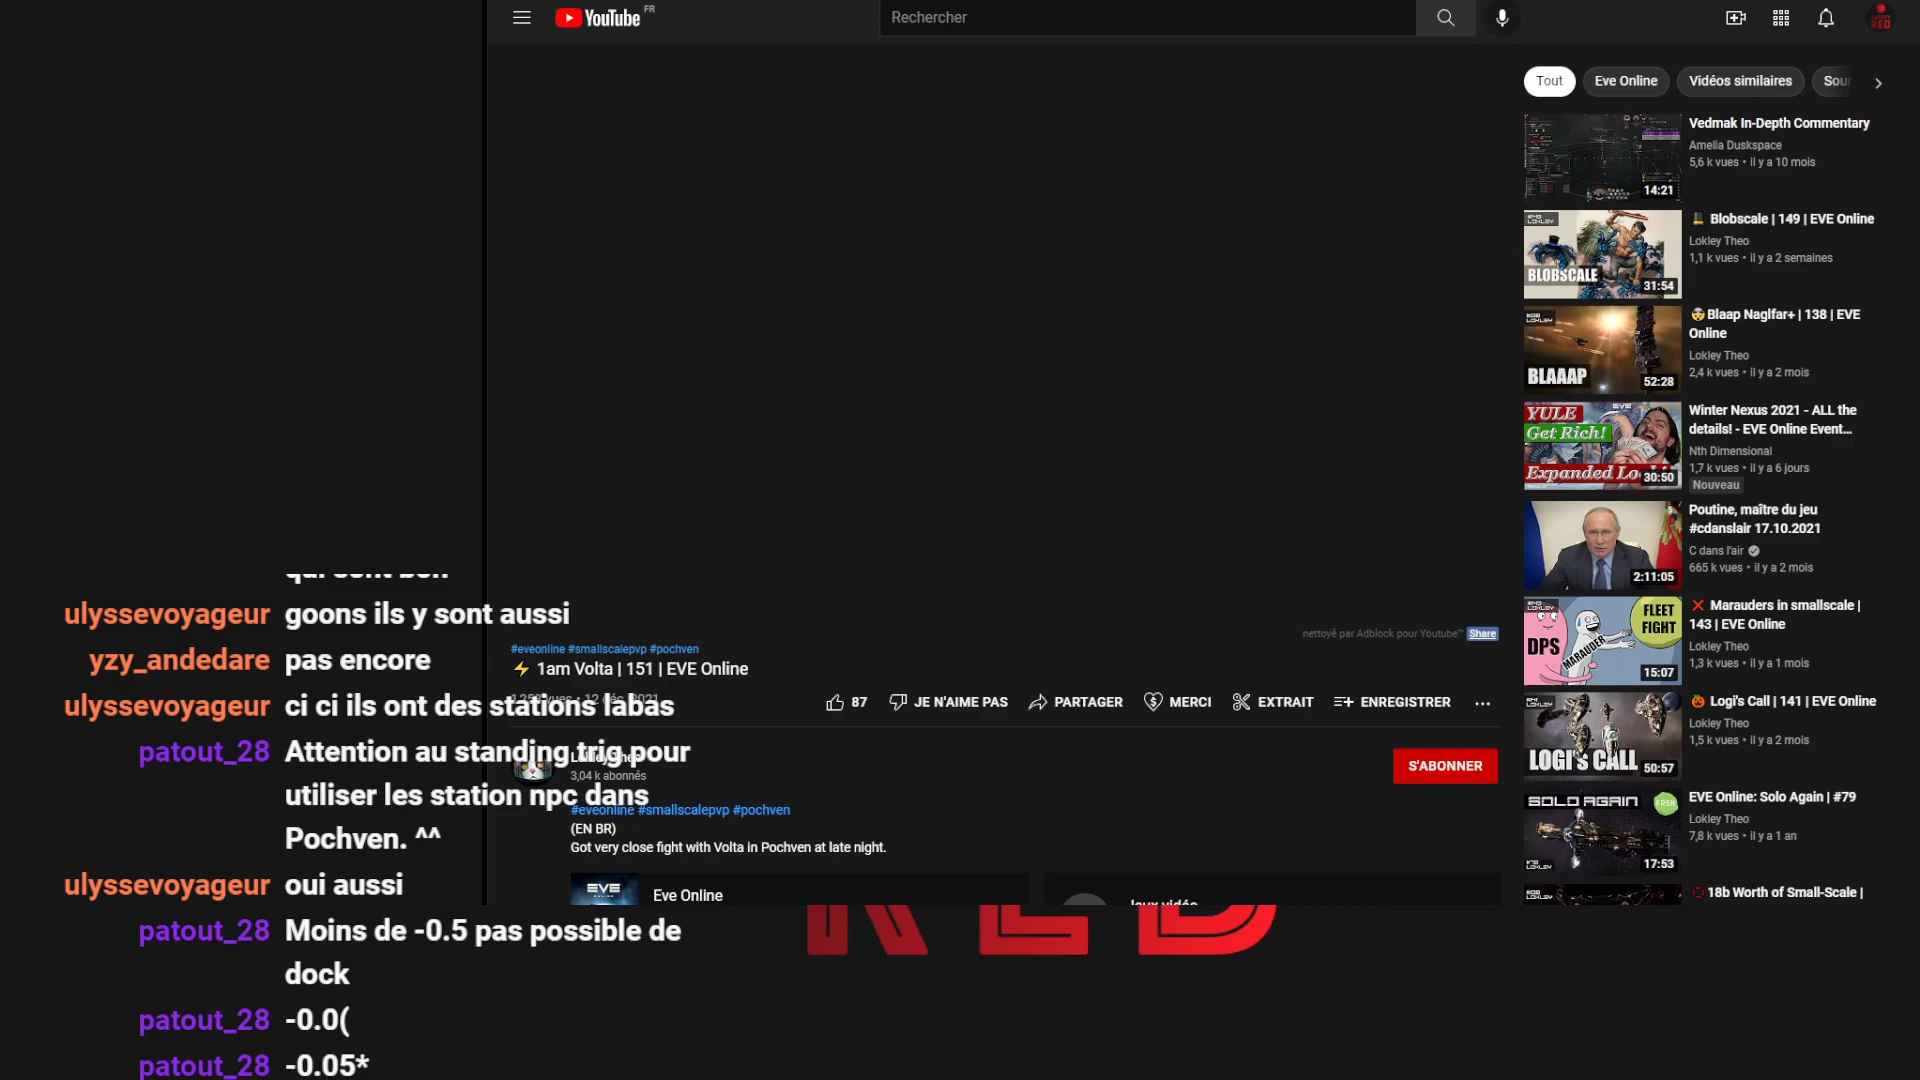 YouTube FR
Rechercher
Tout
Eve Online
Vidéos similaires
Vedmak In-Depth Commentary
Amelia Duskspace
5,6 k vues • il y a 10 mois
14:21
Blobscale | 149 | EVE Online
Lokley Theo
1,1 k vues • il y a 2 semaines
BLOBSCALE
31:54
Blaap Naglfar+ | 138 | EVE
Online
Lokley Theo
2,4 k vues • il y a 2 mois
BLAAAP
52:28
Winter Nexus 2021 - ALL the
details! - EVE Online Event...
Nth Dimensional
1,7 k vues • il y a 6 jours
Nouveau
YULE
Get Rich!
30:50
Poutine, maître du jeu
#cdanslair 17.10.2021
C dans l'air
665 k vues • il y a 2 mois
2:11:05
Marauders in smallscale |
143 | EVE Online
Lokley Theo
1,3 k vues • il y a 1 mois
FLEET
FIGHT
DPS
MARAUDER
15:07
Logi's Call | 141 | EVE Online
Lokley Theo
1,5 k vues • il y a 2 mois
LOGI'S CALL
50:57
EVE Online: Solo Again | #79
Lokley Theo
7,8 k vues • il y a 1 an
SOLO AGAIN
FRSH
17:53
18b Worth of Small-Scale |
nettoyé par Adblock pour Youtube™ Share
#eveonline #smallscalepvp #pochven
1am Volta | 151 | EVE Online
87
JE N'AIME PAS
PARTAGER
MERCI
EXTRAIT
ENREGISTRER
3,04 k abonnés
S'ABONNER
#eveonline #smallscalepvp #pochven
(EN BR)
Got very close fight with Volta in Pochven at late night.
EVE
Eve Online
qui sont bon
ulyssevoyageur goons ils y sont aussi
yzy_andedare pas encore
ulyssevoyageur ci ci ils ont des stations labas
patout_28 Attention au standing trig pour
utiliser les station npc dans
Pochven. ^^
ulyssevoyageur oui aussi
patout_28 Moins de -0.5 pas possible de
dock
patout_28 -0.0(
patout_28 -0.05*
RED